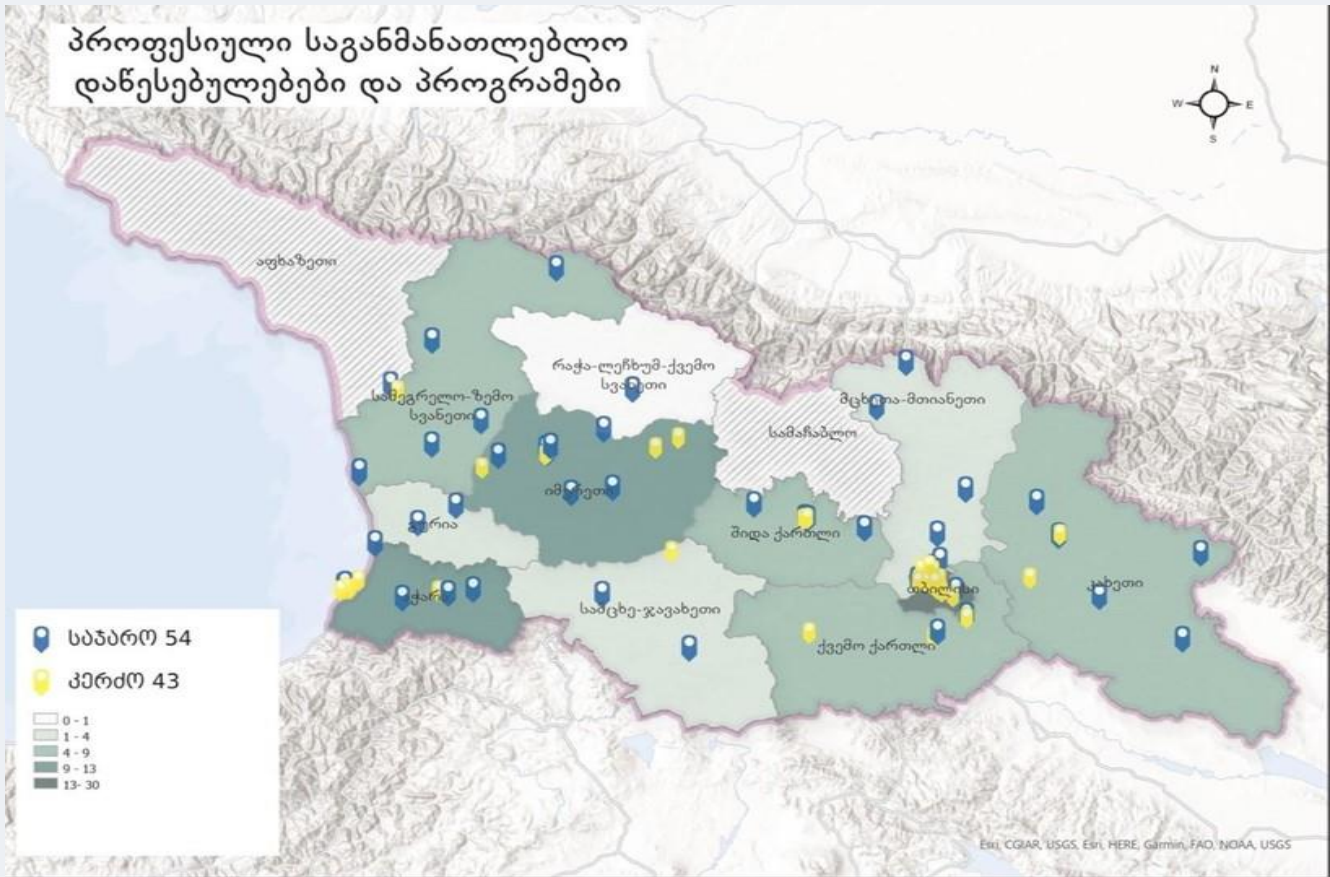 პროფესიული საგანმანათლებლო
დაწესებულებები და პროგრამები
N
W
E
S
აფხაზეთი
რაჭა-ლეჩხუმ-ქვემო
სვანეთი
სამეგრელო-ზემო
სვანეთი
მცხეთა-მთიანეთი
სამაჩაბლო
იმერეთი
გურია
შიდა ქართლი
თბილისი
კახეთი
აჭარა
სამცხე-ჯავახეთი
ქვემო ქართლი
საჯარო 54
კერძო 43
0 - 1
1 - 4
4 - 9
9 - 13
13- 30
Esri, CGIAR, USGS, Esri, HERE, Garmin, FAO, NOAA, USGS